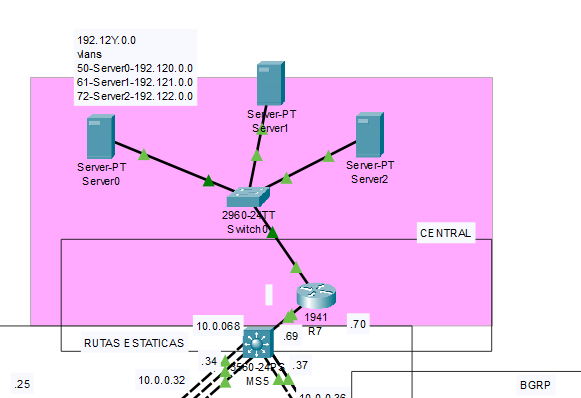 192.12Y.0.0
vlans
50-Server0-192.120.0.0
61-Server1-192.121.0.0
72-Server2-192.122.0.0
Server-PT
Server1
Server-PT
Server0
Server-PT
Server2
2960-24TT
Switch0
CENTRAL
1941
R7
10.0.068
.70
.69
RUTAS ESTATICAS
3560-24PS
MS5
.34
.37
10.0.0.32
.25
BGRP
10.0.0.36